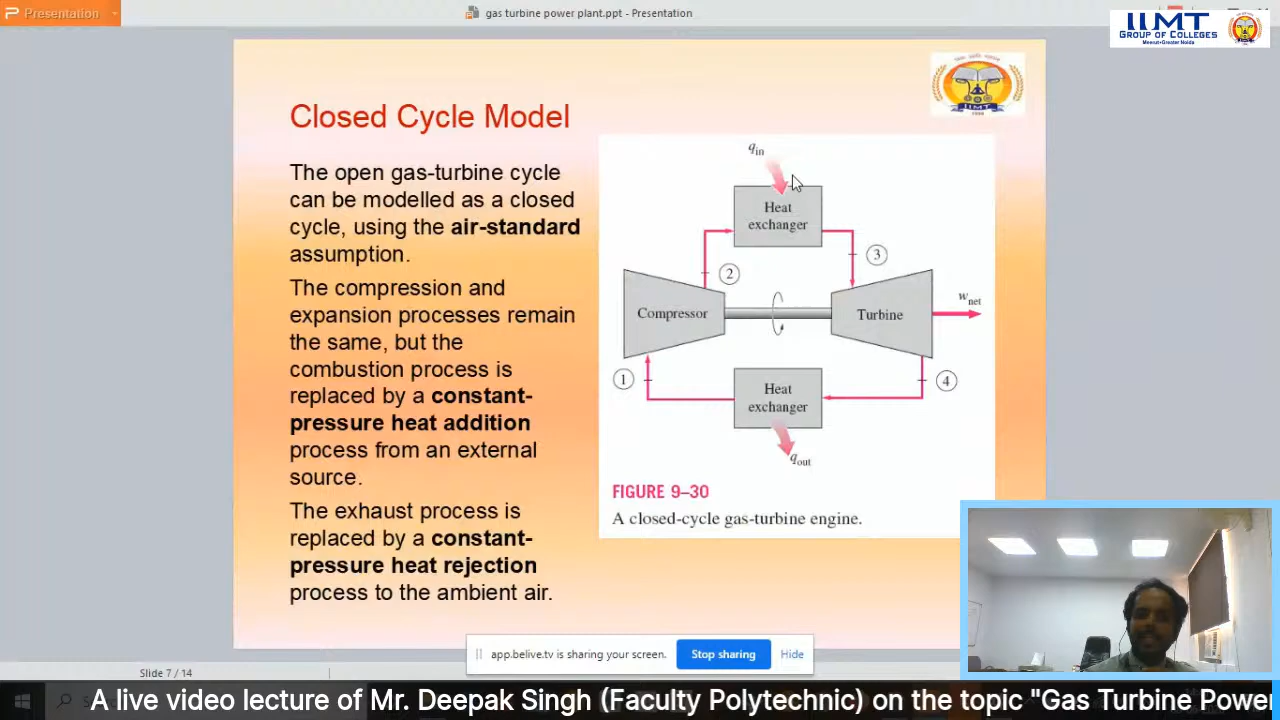 Presentation
gas turbine power plant.ppt - Presentation
IIMT
GROUP OF COLLEGES
Meerut•Greater Noida
IIMT
Closed Cycle Model
The open gas-turbine cycle
can be modelled as a closed
cycle, using the air-standard
assumption.
The compression and
expansion processes remain
the same, but the
combustion process is
replaced by a constant-
pressure heat addition
process from an external
source.
The exhaust process is
replaced by a constant-
pressure heat rejection
process to the ambient air.
qin
Heat
exchanger
2
3
Compressor
Turbine
wnet
1
4
Heat
exchanger
qout
FIGURE 9–30
A closed-cycle gas-turbine engine.
app.belive.tv is sharing your screen.
Stop sharing
Hide
Slide 7 / 14
A live video lecture of Mr. Deepak Singh (Faculty Polytechnic) on the topic "Gas Turbine Power